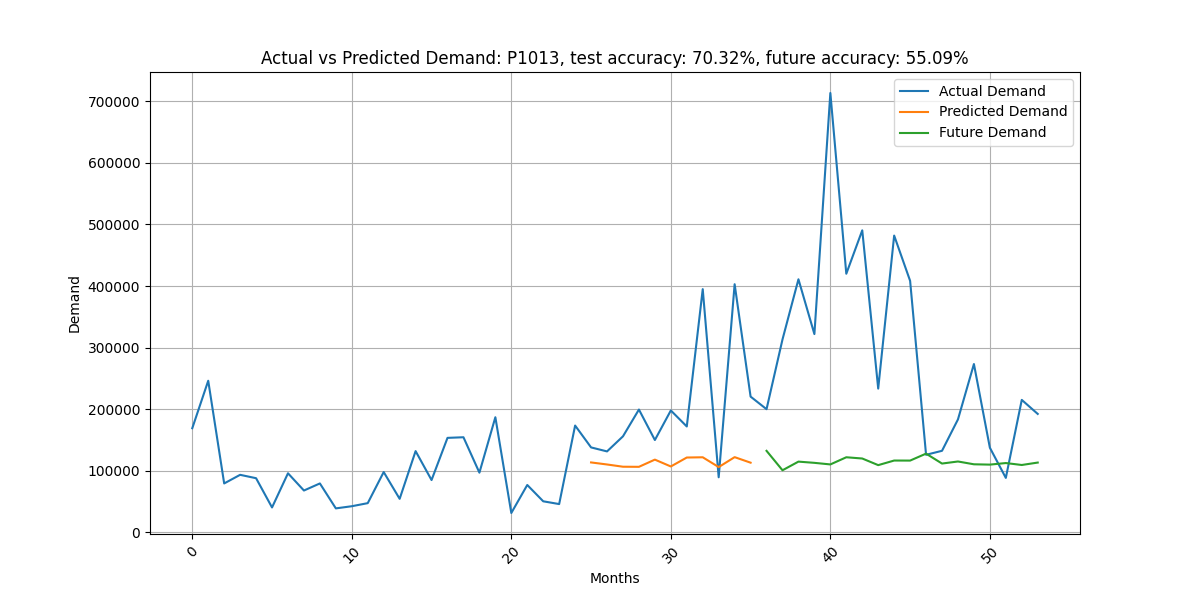 Actual vs Predicted Demand: P1013, test accuracy: 70.32%, future accuracy: 55.09%
Actual Demand
Predicted Demand
Future Demand
700000
600000
500000
400000
300000
200000
100000
0
Demand
0 10 20 30 40 50
Months